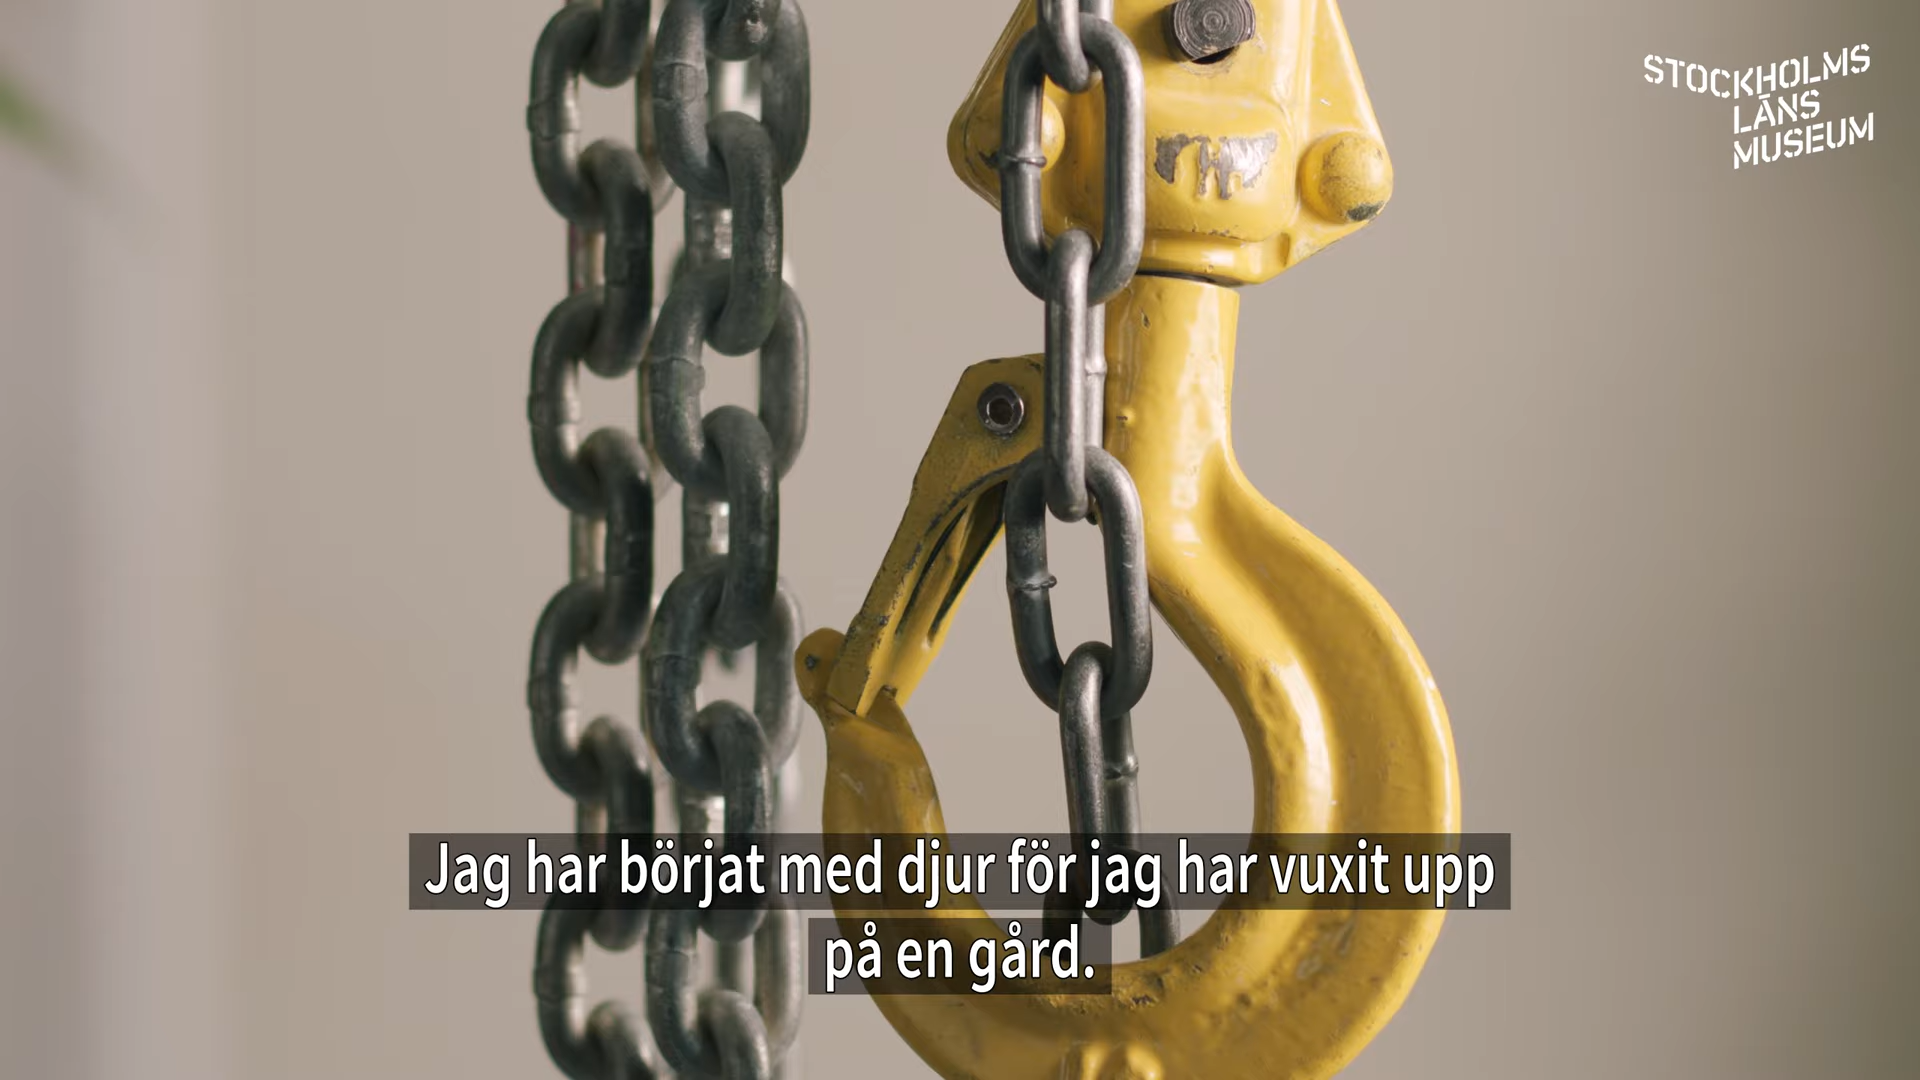 STOCKHOLMS
LÄNS
MUSEUM
Jag har börjat med djur för jag har vuxit upp
på en gård.